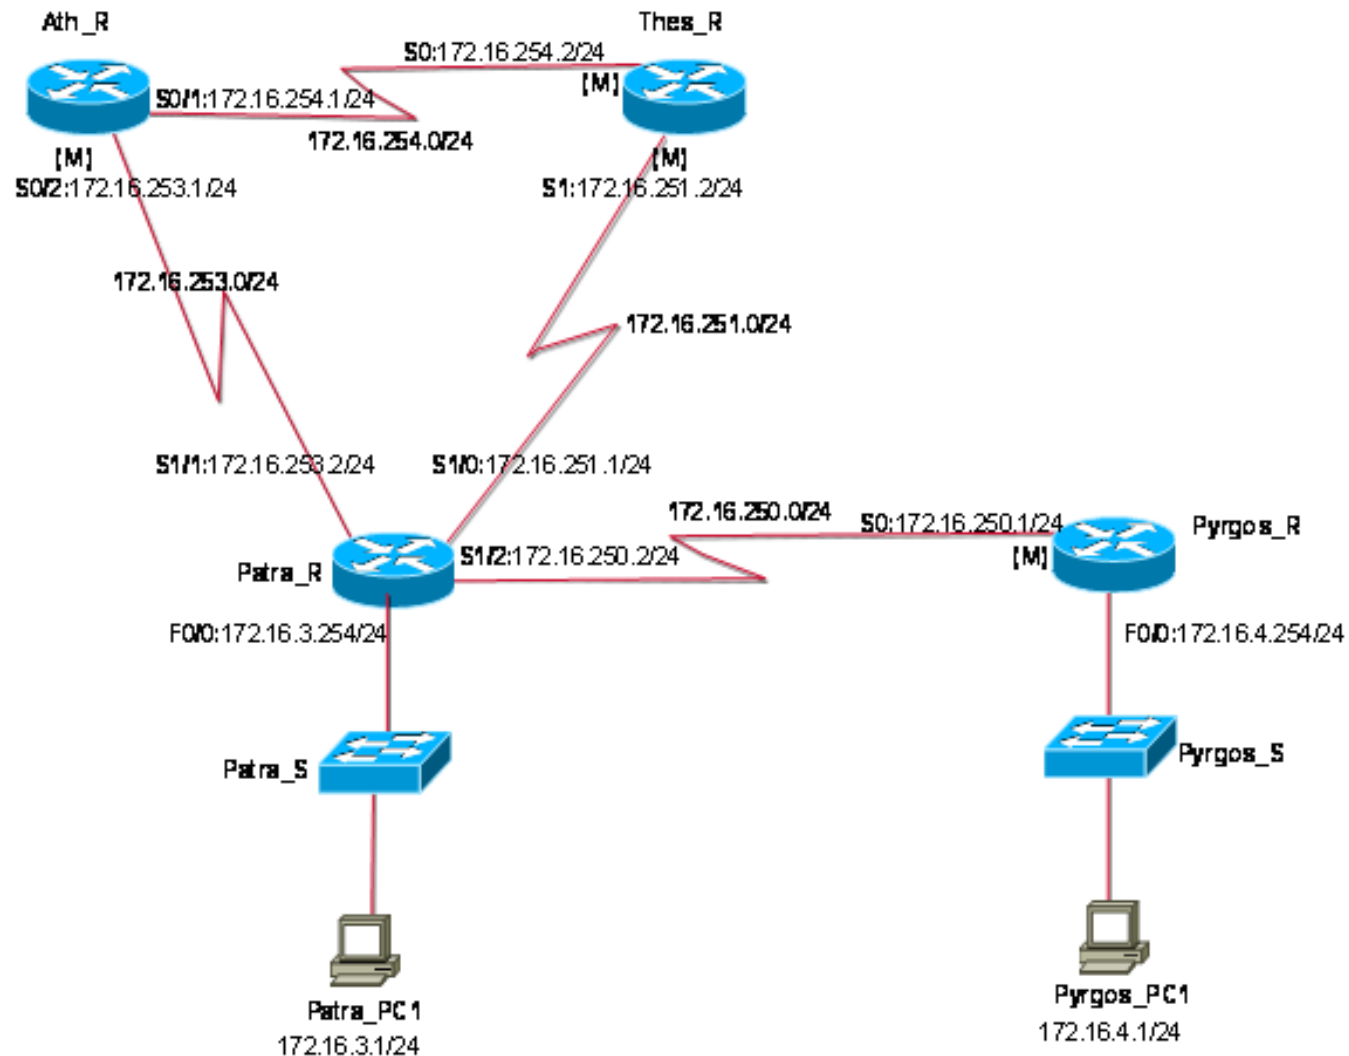 Ath_R
Thes_R
S0:172.16.254.2/24
(M)
S0/1:172.16.254.1/24
172.16.254.0/24
(M)
S0/2:172.16.253.1/24
(M)
S1:172.16.251.2/24
172.16.253.0/24
172.16.251.0/24
S1/1:172.16.253.2/24
S1/0:172.16.251.1/24
172.16.250.0/24
S0:172.16.250.1/24
Pyrgos_R
(M)
S1/2:172.16.250.2/24
Patra_R
F0/0:172.16.3.254/24
F0/0:172.16.4.254/24
Patra_S
Pyrgos_S
Patra_PC1
172.16.3.1/24
Pyrgos_PC1
172.16.4.1/24